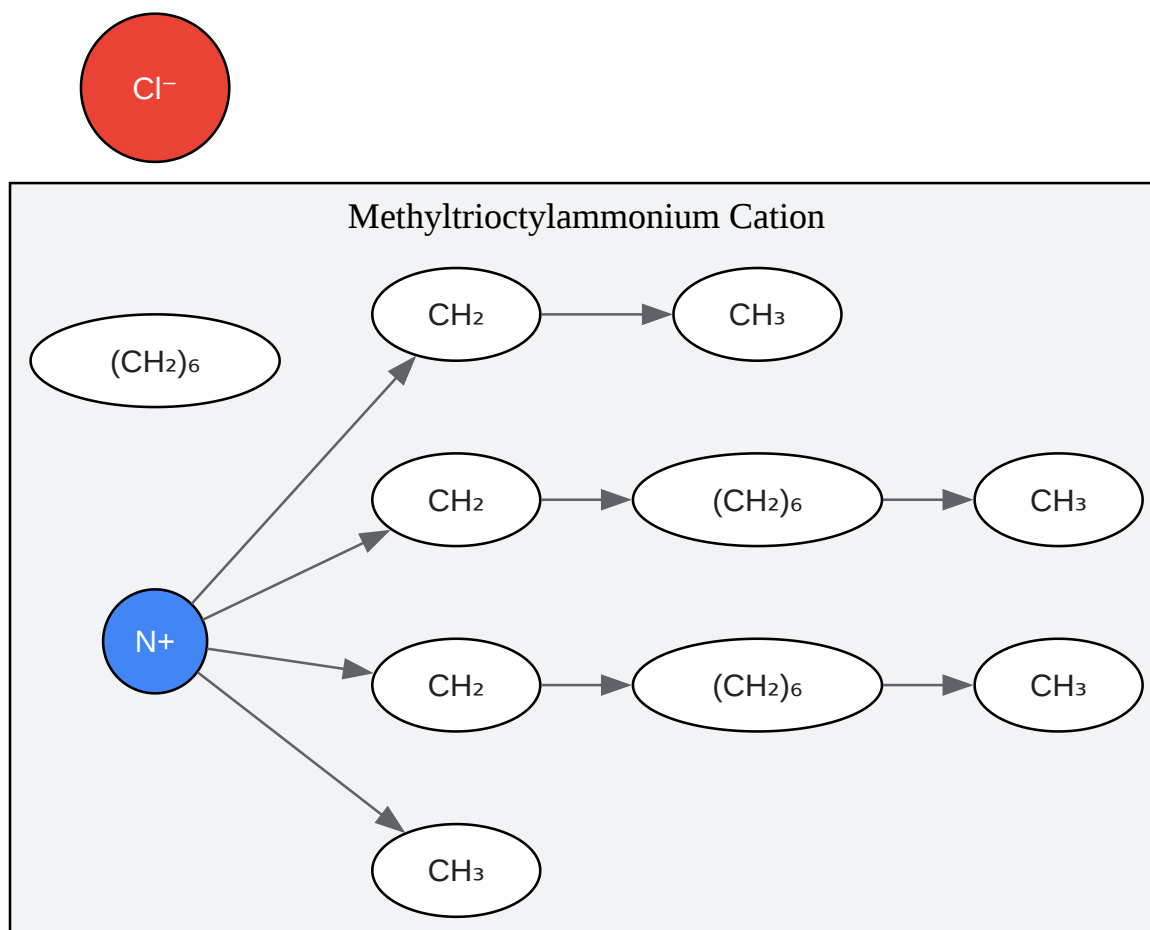 Cl⁻
Methyltrioctylammonium Cation
CH₂
CH₃
(CH₂)₆
CH₂
(CH₂)₆
CH₃
N+
CH₂
(CH₂)₆
CH₃
CH₃